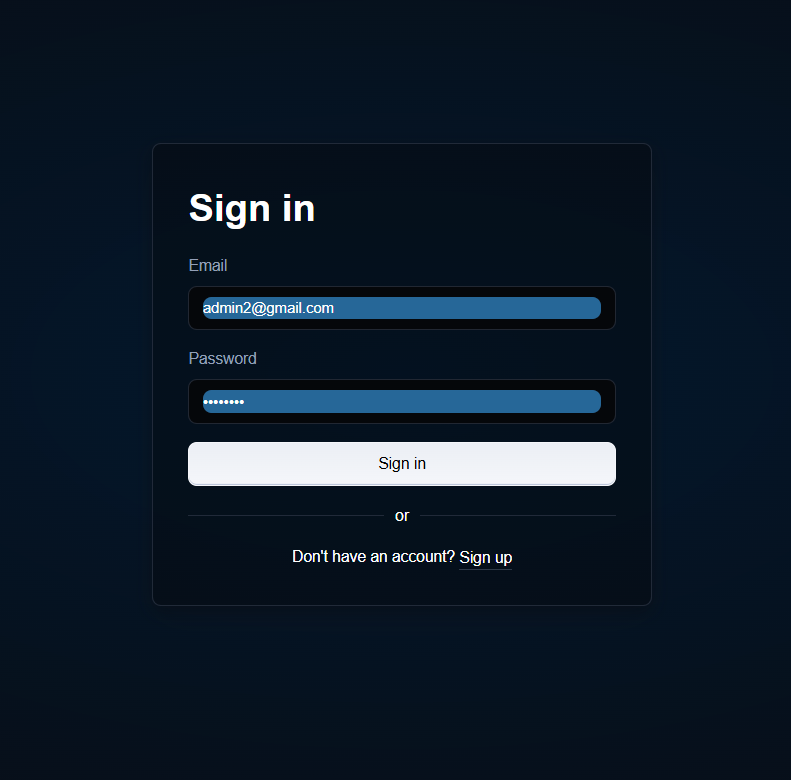 Sign in
Email
admin2@gmail.com
Password
••••••••
Sign in
or
Don't have an account? Sign up